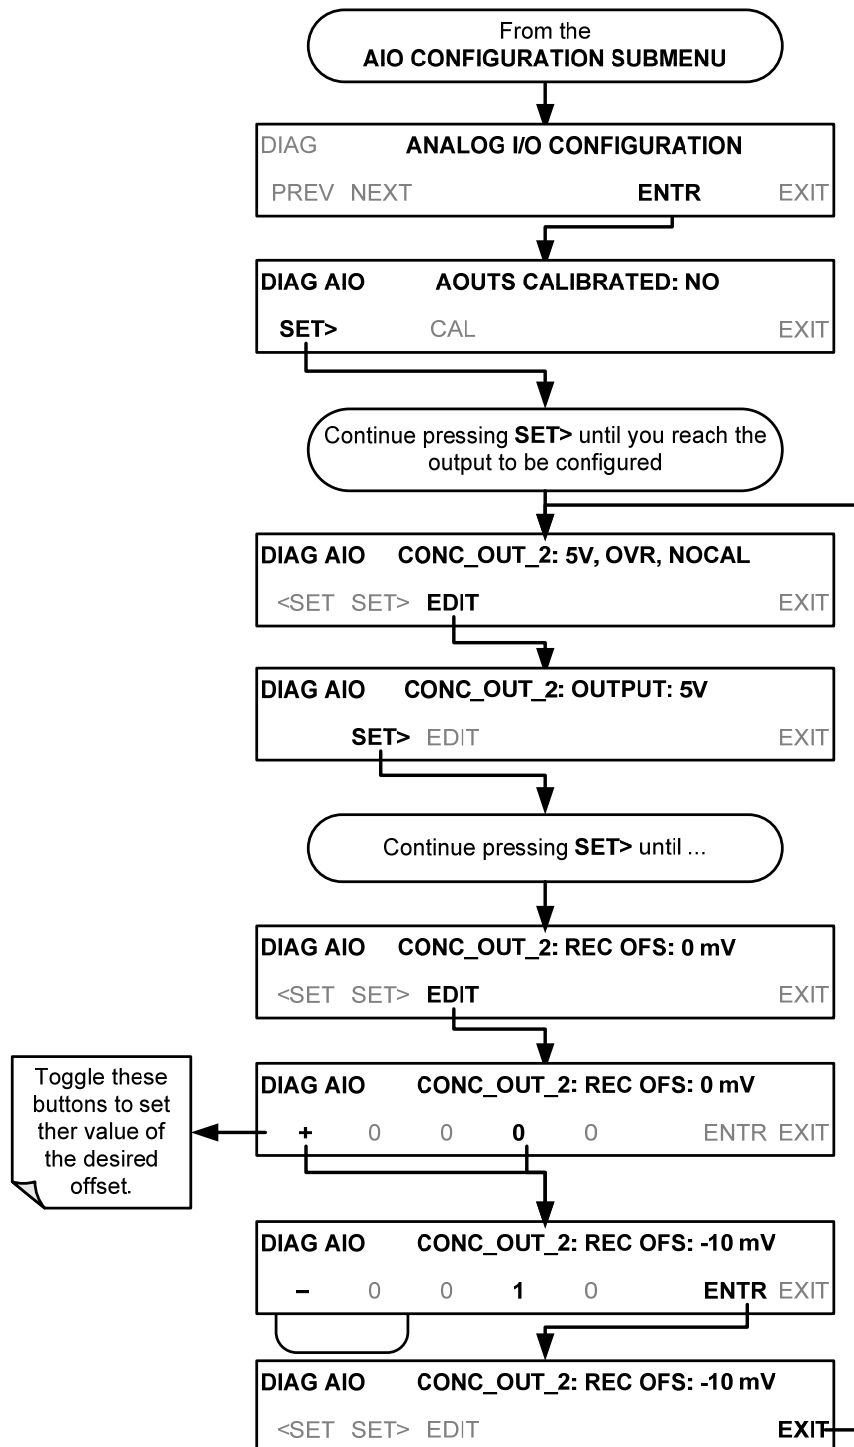 From the
AIO CONFIGURATION SUBMENU
DIAG ANALOG I/O CONFIGURATION
PREV NEXT ENTR EXIT
DIAG AIO AOUTS CALIBRATED: NO
SET> CAL EXIT
Continue pressing SET> until you reach the
output to be configured
DIAG AIO CONC_OUT_2: 5V, OVR, NOCAL
<SET SET> EDIT EXIT
DIAG AIO CONC_OUT_2: OUTPUT: 5V
SET> EDIT EXIT
Continue pressing SET> until ...
DIAG AIO CONC_OUT_2: REC OFS: 0 mV
<SET SET> EDIT EXIT
Toggle these
buttons to set
ther value of
the desired
offset.
DIAG AIO CONC_OUT_2: REC OFS: 0 mV
+ 0 0 0 0 ENTR EXIT
DIAG AIO CONC_OUT_2: REC OFS: -10 mV
– 0 0 1 0 ENTR EXIT
DIAG AIO CONC_OUT_2: REC OFS: -10 mV
<SET SET> EDIT EXIT